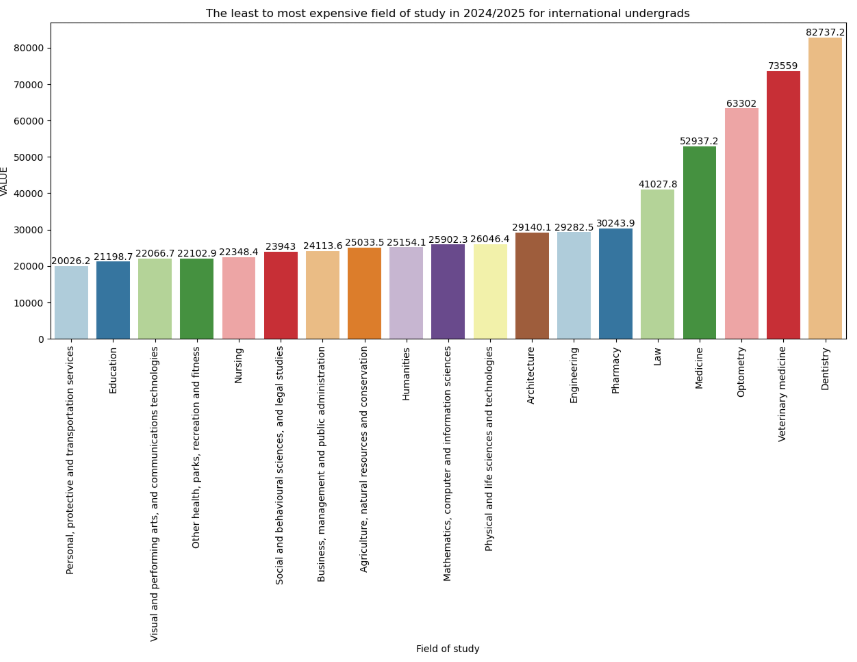 The least to most expensive field of study in 2024/2025 for international undergrads
VALUE
80000
70000
60000
50000
40000
30000
20000
10000
0
20026.2
21198.7
22066.7
22102.9
22348.4
23943
24113.6
25033.5
25154.1
25902.3
26046.4
29140.1
29282.5
30243.9
41027.8
52937.2
63302
73559
82737.2
Personal, protective and transportation services
Education
Visual and performing arts, and communications technologies
Other health, parks, recreation and fitness
Nursing
Social and behavioural sciences, and legal studies
Business, management and public administration
Agriculture, natural resources and conservation
Humanities
Mathematics, computer and information sciences
Physical and life sciences and technologies
Architecture
Engineering
Pharmacy
Law
Medicine
Optometry
Veterinary medicine
Dentistry
Field of study